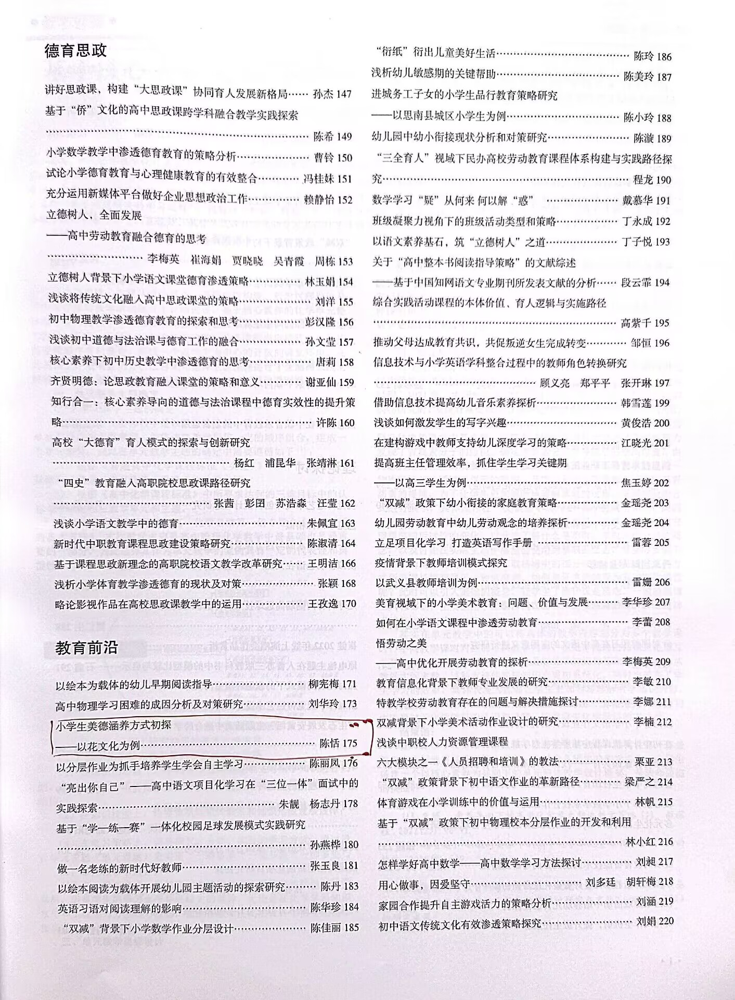 德育思政
讲好思政课，构建“大思政课”协同育人发展新格局…… 孙杰 147
基于“侨”文化的高中思政课跨学科融合教学实践探索
…………………………………………………………… 陈希 149
小学数学教学中渗透德育教育的策略分析……………… 曹铃 150
试论小学德育教育与心理健康教育的有效整合………… 冯桂妹 151
充分运用新媒体平台做好企业思想政治工作…………… 赖静怡 152
立德树人，全面发展
——高中劳动教育融合德育的思考
…………………… 李梅英 崔海娟 贾晓晓 吴青霞 周栋 153
立德树人背景下小学语文课堂德育渗透策略…………… 林玉娟 154
浅谈将传统文化融入高中思政课堂的策略……………… 刘洋 155
初中物理教学渗透德育教育的探索和思考……………… 彭汉隆 156
浅谈初中道德与法治课与德育工作的融合……………… 孙文莹 157
核心素养下初中历史教学中渗透德育的思考…………… 唐莉 158
齐贤明德：论思政教育融入课堂的策略和意义………… 谢亚仙 159
知行合一：核心素养导向的道德与法治课程中德育实效性的提升策
略………………………………………………………… 许陈 160
高校“大德育”育人模式的探索与创新研究
……………………………………… 杨红 浦昆华 张靖淋 161
“四史”教育融入高职院校思政课路径研究
………………………………… 张茜 彭团 苏浩淼 汪莹 162
浅谈小学语文教学中的德育…………………………… 朱佩宜 163
新时代中职教育课程思政建设策略研究……………… 陈淑清 164
基于课程思政新理念的高职院校语文教学改革研究…… 王明洁 166
浅析小学体育教学渗透德育的现状及对策……………… 张颖 168
略论影视作品在高校思政课教学中的运用……………… 王孜逸 170
教育前沿
以绘本为载体的幼儿早期阅读指导…………………… 柳宪梅 171
高中物理学习困难的成因分析及对策研究……………… 刘华玲 173
小学生美德涵养方式初探
——以花文化为例……………………………………… 陈恬 175
以分层作业为抓手培养学生学会自主学习……………… 陈丽凤 176
“亮出你自己”——高中语文项目化学习在“三位一体”面试中的
实践探索……………………………………… 朱靓 杨志丹 178
基于“学—练—赛”一体化校园足球发展模式实践研究
………………………………………………………… 孙燕桦 180
做一名老练的新时代好教师…………………………… 张玉良 181
以绘本阅读为载体开展幼儿园主题活动的探索研究……… 陈丹 183
英语习语对阅读理解的影响…………………………… 陈华珍 184
“双减”背景下小学数学作业分层设计………………… 陈佳丽 185
“衍纸”衍出儿童美好生活……………………………… 陈玲 186
浅析幼儿敏感期的关键帮助…………………………… 陈美玲 187
进城务工子女的小学生品行教育策略研究
——以思南县城区小学生为例………………………… 陈小玲 188
幼儿园中幼小衔接现状分析和对策研究………………… 陈漩 189
“三全育人”视域下民办高校劳动教育课程体系构建与实践路径探
究………………………………………………………… 程龙 190
数学学习“疑”从何来 何以解“惑” ……………… 戴慕华 191
班级凝聚力视角下的班级活动类型和策略……………… 丁永成 192
以语文素养基石，筑“立德树人”之道………………… 丁子悦 193
关于“高中整本书阅读指导策略”的文献综述
——基于中国知网语文专业期刊所发表文献的分析…… 段云霏 194
综合实践活动课程的本体价值、育人逻辑与实施路径
………………………………………………………… 高紫千 195
推动父母达成教育共识，共促叛逆女生完成转变………… 邹恒 196
信息技术与小学英语学科整合过程中的教师角色转换研究
…………………………………… 顾义亮 郑平平 张开琳 197
借助信息技术提高幼儿音乐素养探析…………………… 韩雪莲 199
浅谈如何激发学生的写字兴趣………………………… 黄俊浩 200
在建构游戏中教师支持幼儿深度学习的策略…………… 江晓光 201
提高班主任管理效率，抓住学生学习关键期
——以高三学生为例…………………………………… 焦玉婷 202
“双减”政策下幼小衔接的家庭教育策略……………… 金瑶尧 203
幼儿园劳动教育中幼儿劳动观念的培养探析…………… 金瑶尧 204
立足项目化学习 打造英语写作手册 …………………… 雷蓉 205
疫情背景下教师培训模式探究
以武义县教师培训为例………………………………… 雷姗 206
美育视域下的小学美术教育：问题、价值与发展……… 李华珍 207
如何在小学语文课程中渗透劳动教育…………………… 李蕾 208
悟劳动之美
——高中优化开展劳动教育的探析……………………… 李梅英 209
教育信息化背景下教师专业发展的研究………………… 李敏 210
特教学校劳动教育存在的问题与解决措施探讨………… 李娜 211
双减背景下小学美术活动作业设计的研究……………… 李楠 212
浅谈中职校人力资源管理课程
六大模块之一《人员招聘和培训》的教法……………… 栗亚 213
“双减”政策背景下初中语文作业的革新路径………… 梁严之 214
体育游戏在小学训练中的价值与运用…………………… 林帆 215
基于“双减”政策下初中物理校本分层作业的开发和利用
………………………………………………………… 林小红 216
怎样学好高中数学——高中数学学习方法探讨………… 刘昶 217
用心做事，因爱坚守………………………… 刘多廷 胡轩梅 218
家园合作提升自主游戏活力的策略分析………………… 刘涵 219
初中语文传统文化有效渗透策略探究…………………… 刘娟 220